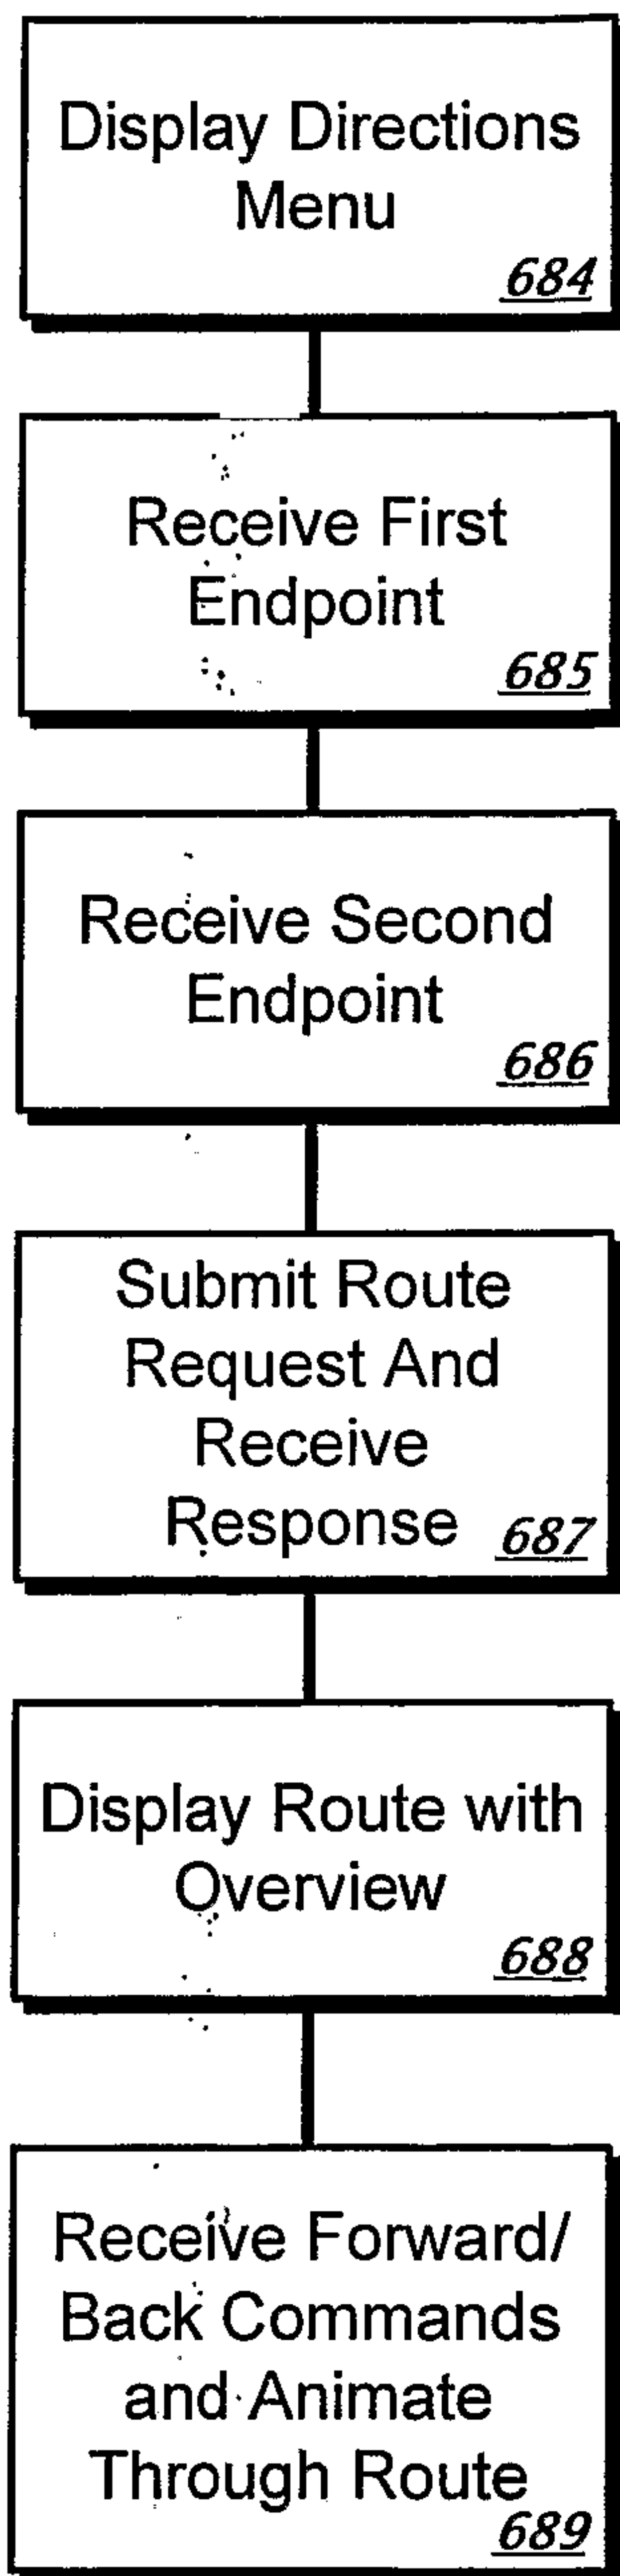 Display Directions
Menu
684
Receive First
Endpoint
685
Receive Second
Endpoint
686
Submit Route
Request And
Receive
Response 687
Display Route with
Overview
688
Receive Forward/
Back Commands
and Animate
Through Route
689